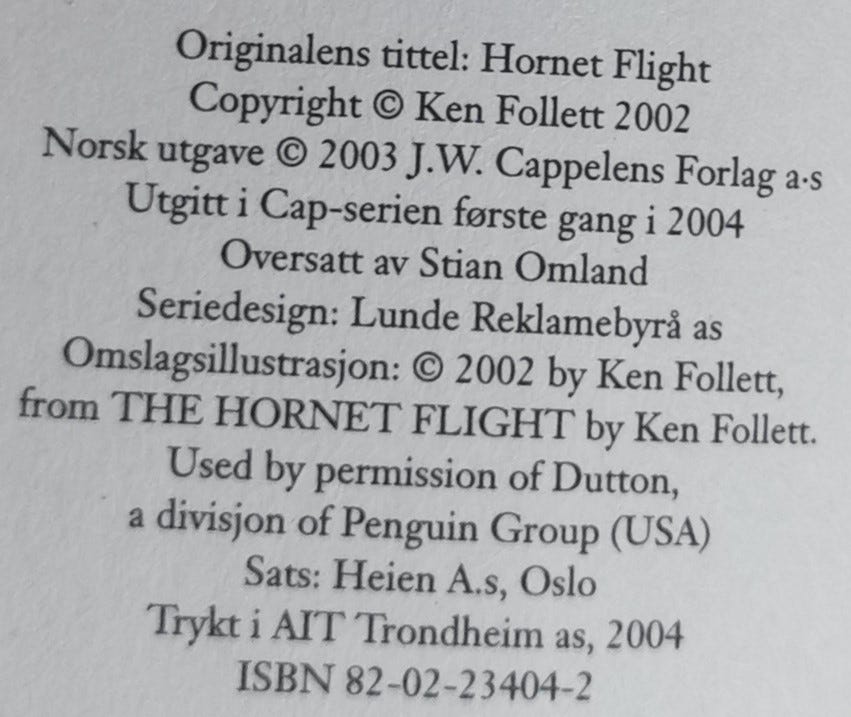 Originalens tittel: Hornet Flight
Copyright © Ken Follett 2002
Norsk utgave © 2003 J.W. Cappelens Forlag a·s
Utgitt i Cap-serien første gang i 2004
Oversatt av Stian Omland
Seriedesign: Lunde Reklamebyrå as
Omslagsillustrasjon: © 2002 by Ken Follett,
from THE HORNET FLIGHT by Ken Follett.
Used by permission of Dutton,
a divisjon of Penguin Group (USA)
Sats: Heien A.s, Oslo
Trykt i AIT Trondheim as, 2004
ISBN 82-02-23404-2